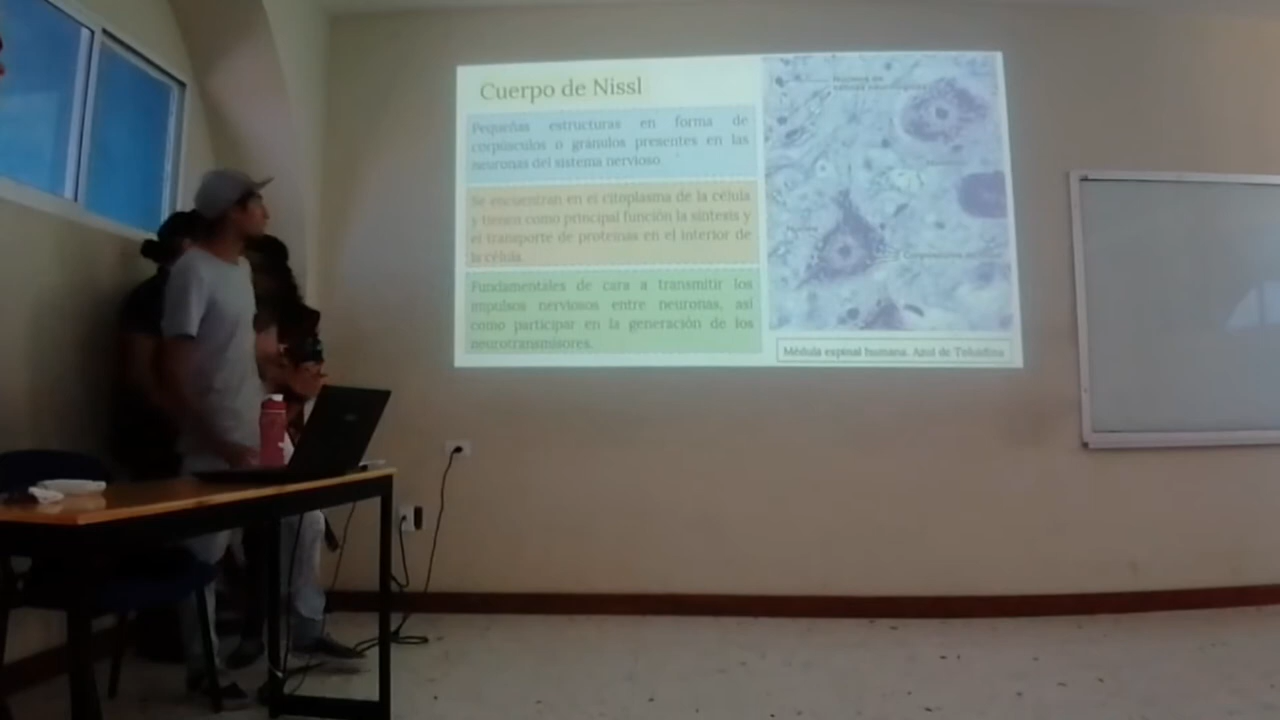 Cuerpo de Nissl
Pequeñas estructuras en forma de
corpúsculos o gránulos presentes en las
neuronas del sistema nervioso.
Se encuentran en el citoplasma de la célula
y tienen como principal función la síntesis y
el transporte de proteínas en el interior de
la célula.
Fundamentales de cara a transmitir los
impulsos nerviosos entre neuronas, así
como participar en la generación de los
neurotransmisores.
Médula espinal humana. Azul de Toluidina